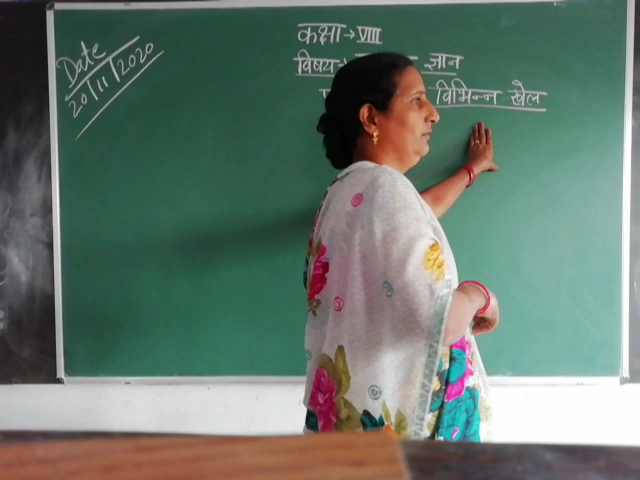 Date
20/11/2020
कक्षा → VIII
विषय: ज्ञान
विभिन्न खेल